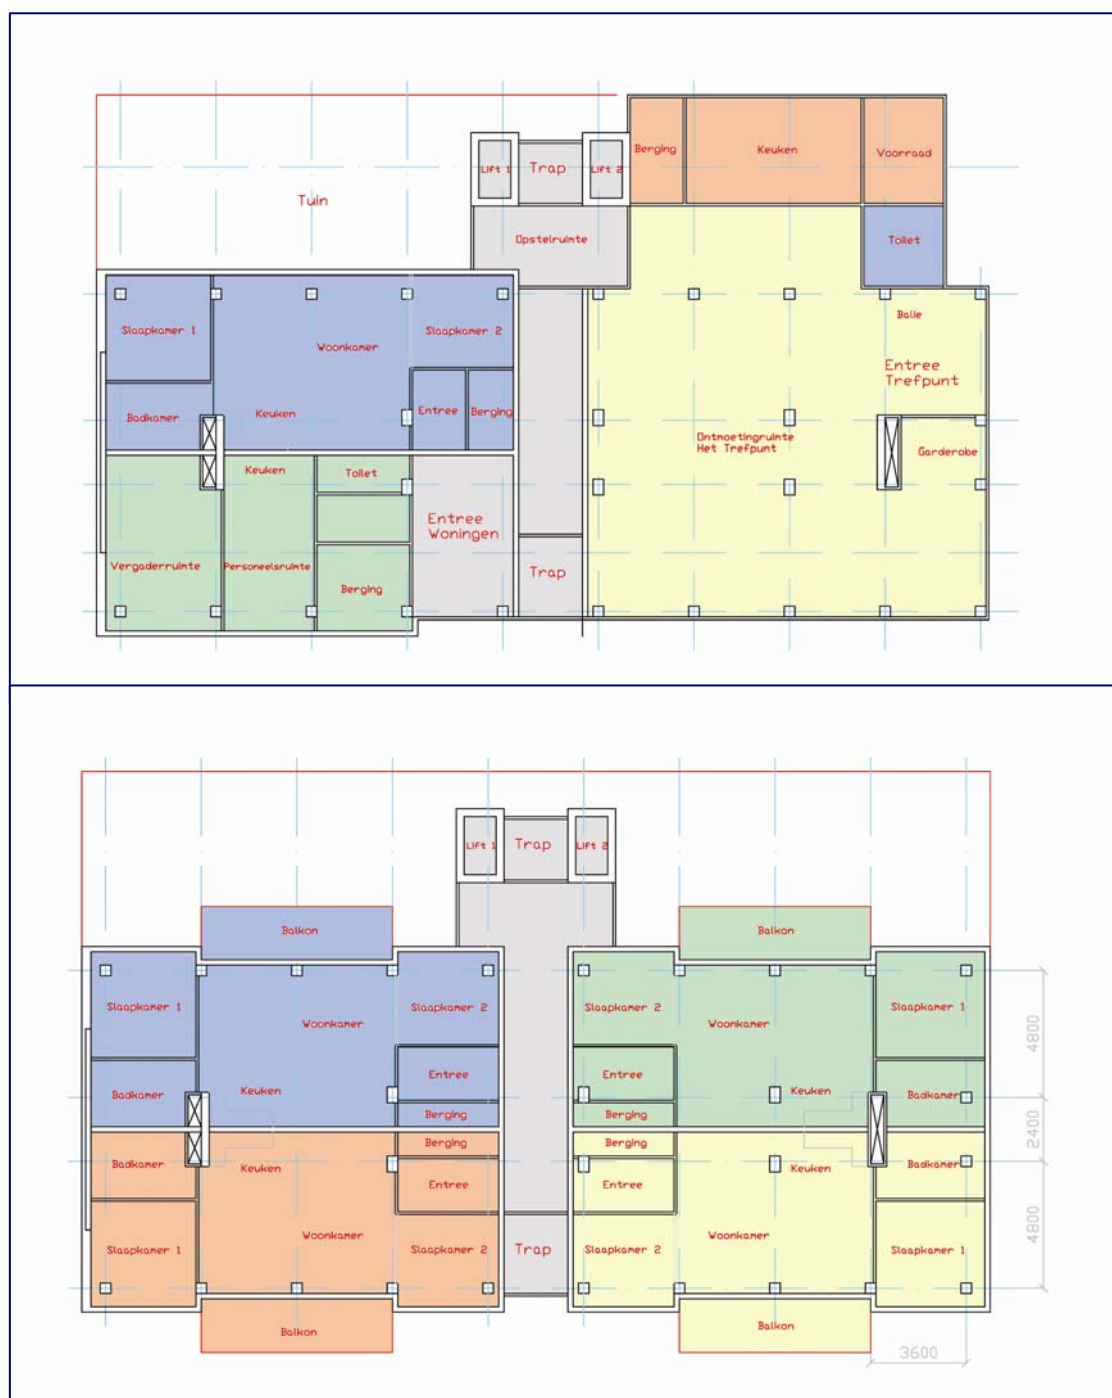 Berging
Keuken
Voorraad
Lift 1
Trap
Lift 2
Tuin
Opstelruimte
Toilet
Slaapkamer 1
Woonkamer
Slaapkamer 2
Balie
Entree
Trefpunt
Badkamer
Keuken
Entree
Berging
Ontmoetingruimte
Het Trefpunt
Garderobe
Keuken
Toilet
Entree
Woningen
Vergaderruimte
Personeelsruimte
Berging
Trap
Lift 1
Trap
Lift 2
Balkon
Balkon
Slaapkamer 1
Woonkamer
Slaapkamer 2
Slaapkamer 2
Woonkamer
Slaapkamer 1
4800
Entree
Entree
Badkamer
Keuken
Berging
Berging
Keuken
Badkamer
2400
Berging
Berging
Badkamer
Keuken
Entree
Entree
Keuken
Badkamer
4800
Slaapkamer 1
Woonkamer
Slaapkamer 2
Trap
Slaapkamer 2
Woonkamer
Slaapkamer 1
Balkon
Balkon
3600